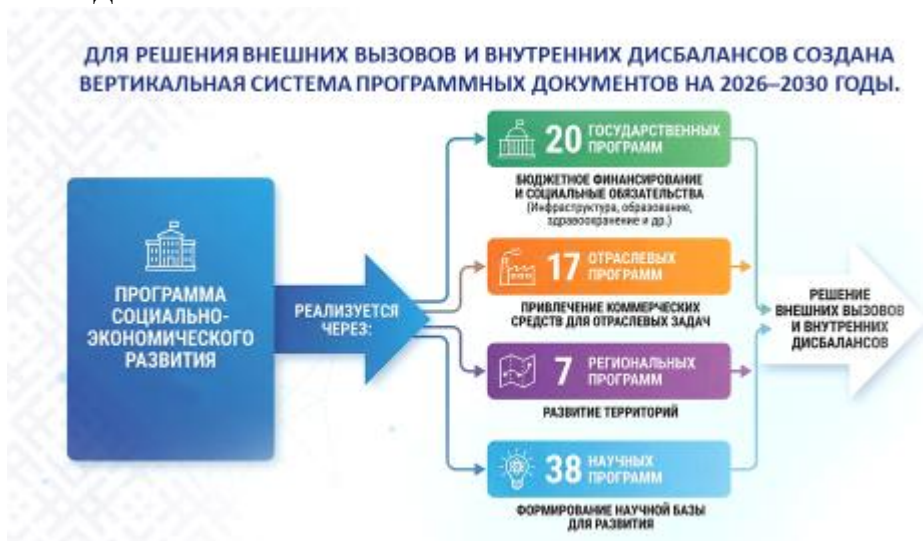 ДЛЯ РЕШЕНИЯ ВНЕШНИХ ВЫЗОВОВ И ВНУТРЕННИХ ДИСБАЛАНСОВ СОЗДАНА
ВЕРТИКАЛЬНАЯ СИСТЕМА ПРОГРАММНЫХ ДОКУМЕНТОВ НА 2026–2030 ГОДЫ.
ПРОГРАММА
СОЦИАЛЬНО-
ЭКОНОМИЧЕСКОГО
РАЗВИТИЯ
РЕАЛИЗУЕТСЯ
ЧЕРЕЗ:
20 ГОСУДАРСТВЕННЫХ
ПРОГРАММ
БЮДЖЕТНОЕ ФИНАНСИРОВАНИЕ
И СОЦИАЛЬНЫЕ ОБЯЗАТЕЛЬСТВА
(Инфраструктура, образование,
здравоохранение и др.)
17 ОТРАСЛЕВЫХ
ПРОГРАММ
ПРИВЛЕЧЕНИЕ КОММЕРЧЕСКИХ
СРЕДСТВ ДЛЯ ОТРАСЛЕВЫХ ЗАДАЧ
7 РЕГИОНАЛЬНЫХ
ПРОГРАММ
РАЗВИТИЕ ТЕРРИТОРИЙ
38 НАУЧНЫХ
ПРОГРАММ
ФОРМИРОВАНИЕ НАУЧНОЙ БАЗЫ
ДЛЯ РАЗВИТИЯ
РЕШЕНИЕ
ВНЕШНИХ ВЫЗОВОВ
И ВНУТРЕННИХ
ДИСБАЛАНСОВ